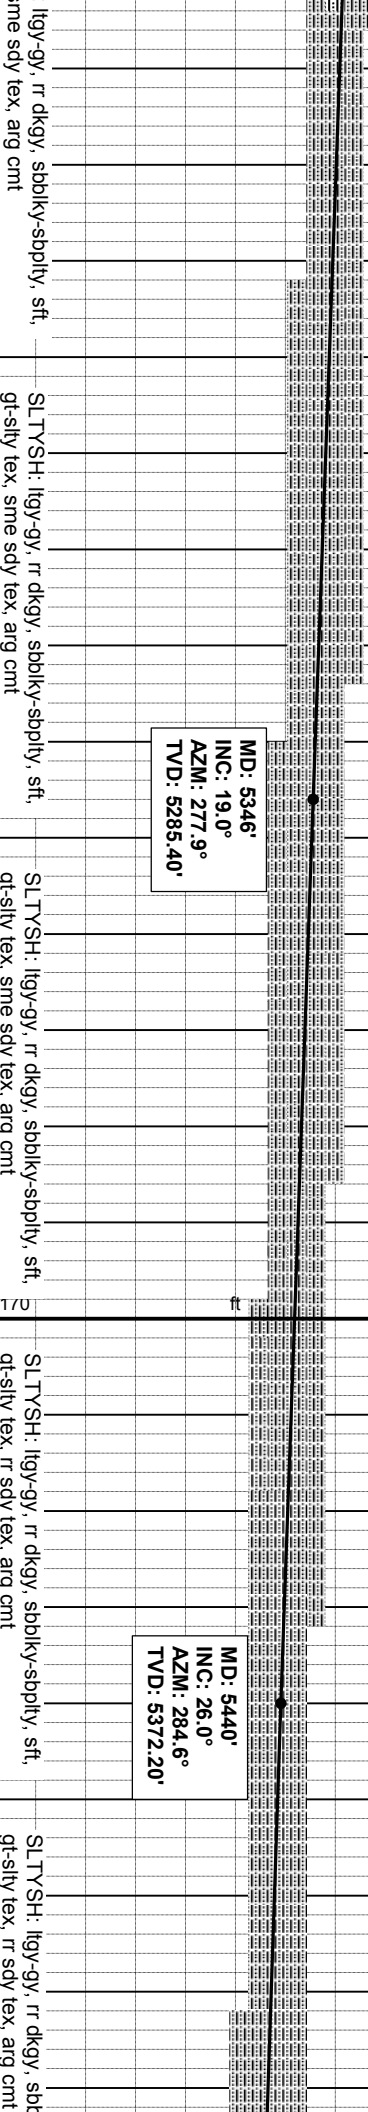 : ltgy-gy, rr dkgy, sbblky-sbplty, sft,
sme sdy tex, arg cmt
SLTYSH: ltgy-gy, rr dkgy, sbblky-sbplty, sft,
gt-slty tex, sme sdy tex, arg cmt
MD: 5346'
INC: 19.0°
AZM: 277.9°
TVD: 5285.40'
SLTYSH: ltgy-gy, rr dkgy, sbblky-sbplty, sft,
gt-slty tex, sme sdy tex, arg cmt
170
ft
SLTYSH: ltgy-gy, rr dkgy, sbblky-sbplty, sft,
gt-slty tex, rr sdy tex, arg cmt
MD: 5440'
INC: 26.0°
AZM: 284.6°
TVD: 5372.20'
SLTYSH: ltgy-gy, rr dkgy, sbb
gt-slty tex, rr sdy tex, arg cmt